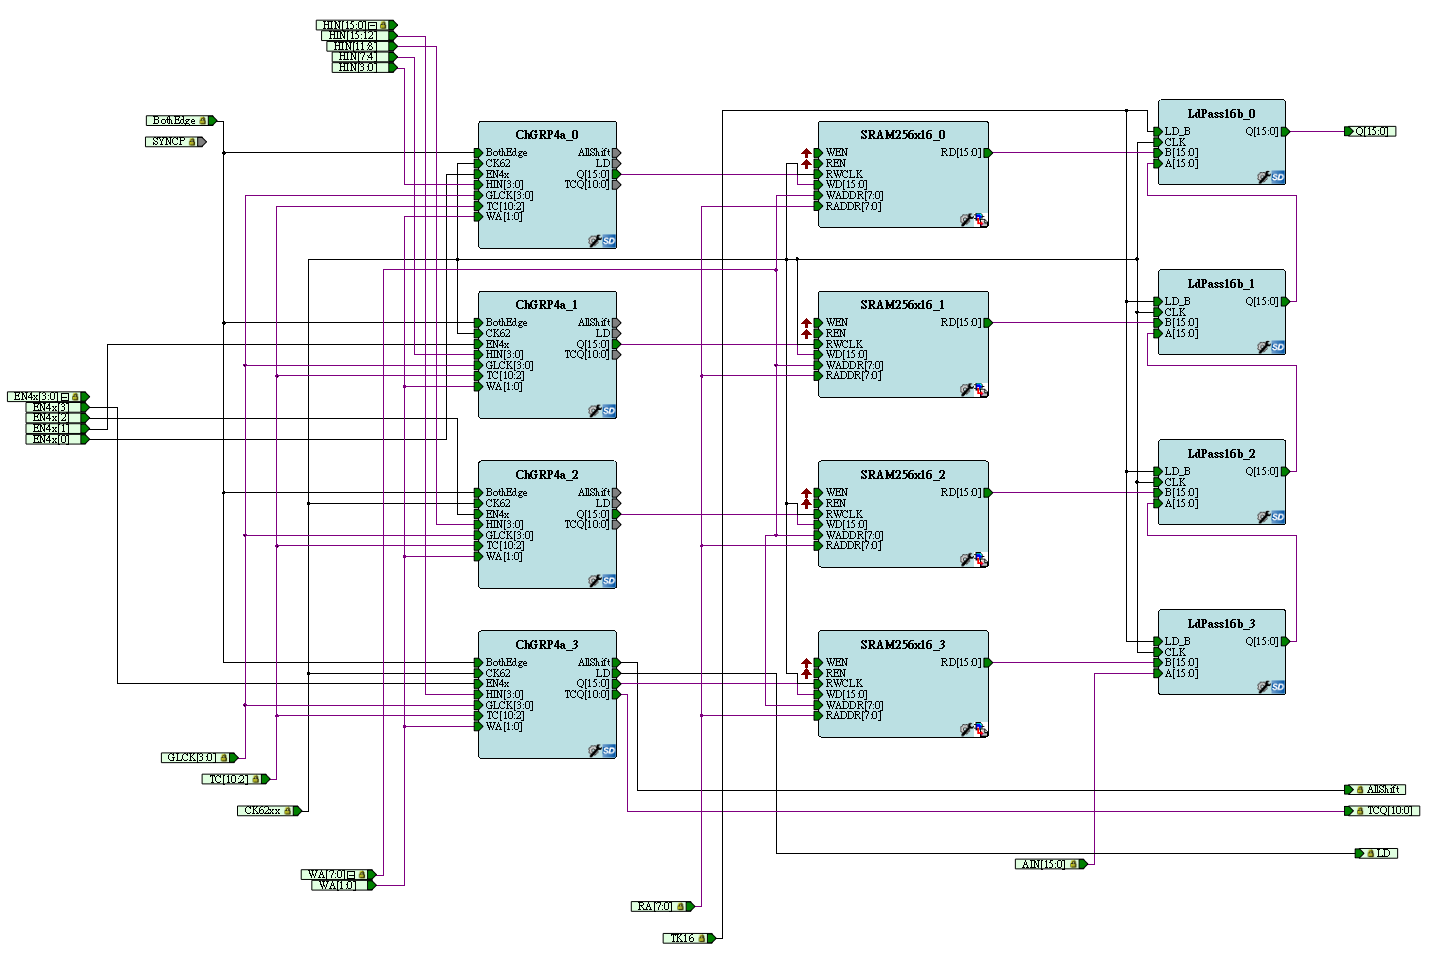 HIN[15:0]
HIN[15:12]
HIN[11:8]
HIN[7:4]
HIN[3:0]
BothEdge
SYNCP
EN4x[3:0]
EN4x[3]
EN4x[2]
EN4x[1]
EN4x[0]
GLCK[3:0]
TC[10:2]
CK62xx
WA[7:0]
WA[1:0]
ChGRP4a_0
BothEdge AllShift
CK62 LD
EN4x Q[15:0]
HIN[3:0] TCQ[10:0]
GLCK[3:0]
TC[10:2]
WA[1:0]
SD
ChGRP4a_1
BothEdge AllShift
CK62 LD
EN4x Q[15:0]
HIN[3:0] TCQ[10:0]
GLCK[3:0]
TC[10:2]
WA[1:0]
SD
ChGRP4a_2
BothEdge AllShift
CK62 LD
EN4x Q[15:0]
HIN[3:0] TCQ[10:0]
GLCK[3:0]
TC[10:2]
WA[1:0]
SD
ChGRP4a_3
BothEdge AllShift
CK62 LD
EN4x Q[15:0]
HIN[3:0] TCQ[10:0]
GLCK[3:0]
TC[10:2]
WA[1:0]
SD
SRAM256x16_0
WEN RD[15:0]
REN
RWCLK
WD[15:0]
WADDR[7:0]
RADDR[7:0]
SRAM256x16_1
WEN RD[15:0]
REN
RWCLK
WD[15:0]
WADDR[7:0]
RADDR[7:0]
SRAM256x16_2
WEN RD[15:0]
REN
RWCLK
WD[15:0]
WADDR[7:0]
RADDR[7:0]
SRAM256x16_3
WEN RD[15:0]
REN
RWCLK
WD[15:0]
WADDR[7:0]
RADDR[7:0]
RA[7:0]
TK16
LdPass16b_0
LD_B Q[15:0]
CLK
B[15:0]
A[15:0]
SD
LdPass16b_1
LD_B Q[15:0]
CLK
B[15:0]
A[15:0]
SD
LdPass16b_2
LD_B Q[15:0]
CLK
B[15:0]
A[15:0]
SD
LdPass16b_3
LD_B Q[15:0]
CLK
B[15:0]
A[15:0]
SD
AIN[15:0]
Q[15:0]
AllShift
TCQ[10:0]
LD